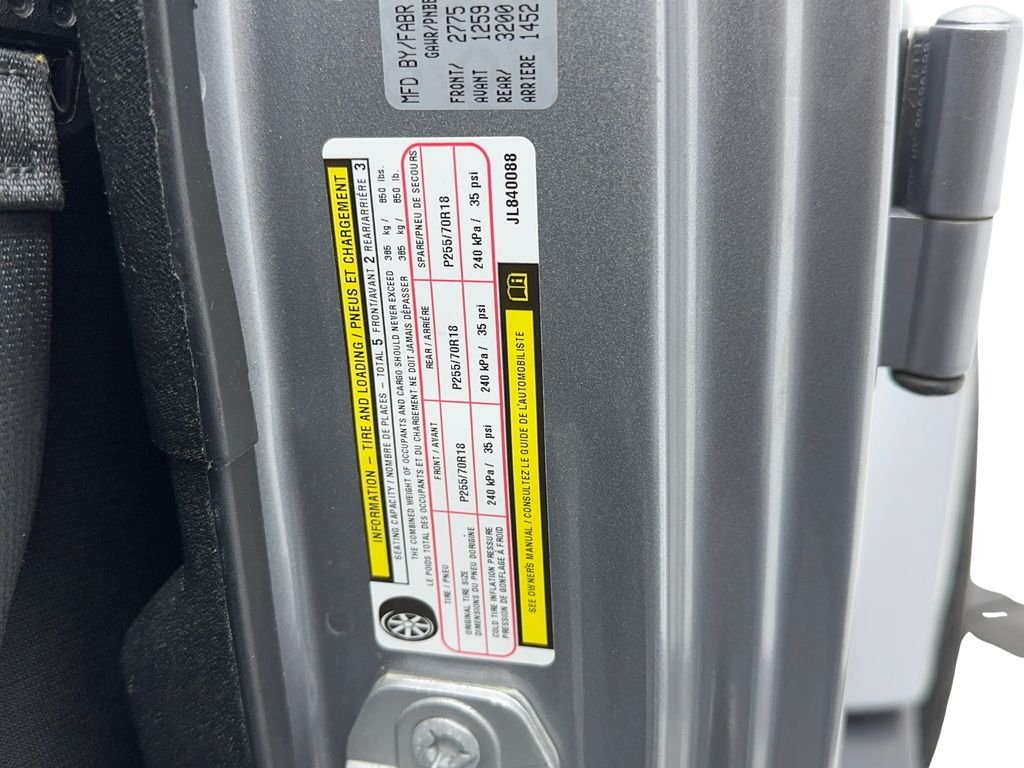 MFD BY/FABR
GAWR/PNBE
FRONT/ 2775
AVANT 1259
REAR/ 3200
ARRIERE 1452
INFORMATION – TIRE AND LOADING / PNEUS ET CHARGEMENT
SEATING CAPACITY / NOMBRE DE PLACES – TOTAL 5 FRONT/AVANT 2 REAR/ARRIÈRE 3
THE COMBINED WEIGHT OF OCCUPANTS AND CARGO SHOULD NEVER EXCEED 385 kg / 850 lbs.
LE POIDS TOTAL DES OCCUPANTS ET DU CHARGEMENT NE DOIT JAMAIS DÉPASSER 385 kg / 850 lb.
TIRE / PNEU FRONT / AVANT REAR / ARRIÈRE SPARE/PNEU DE SECOURS
ORIGINAL TIRE SIZE
DIMENSIONS DU PNEU DORIGINE
P255/70R18 P255/70R18 P255/70R18
COLD TIRE INFLATION PRESSURE
PRESSION DE GONFLAGE À FROID
240 kPa / 35 psi 240 kPa / 35 psi 240 kPa / 35 psi
SEE OWNERS MANUAL / CONSULTEZ LE GUIDE DE L'AUTOMOBILISTE
JL840088